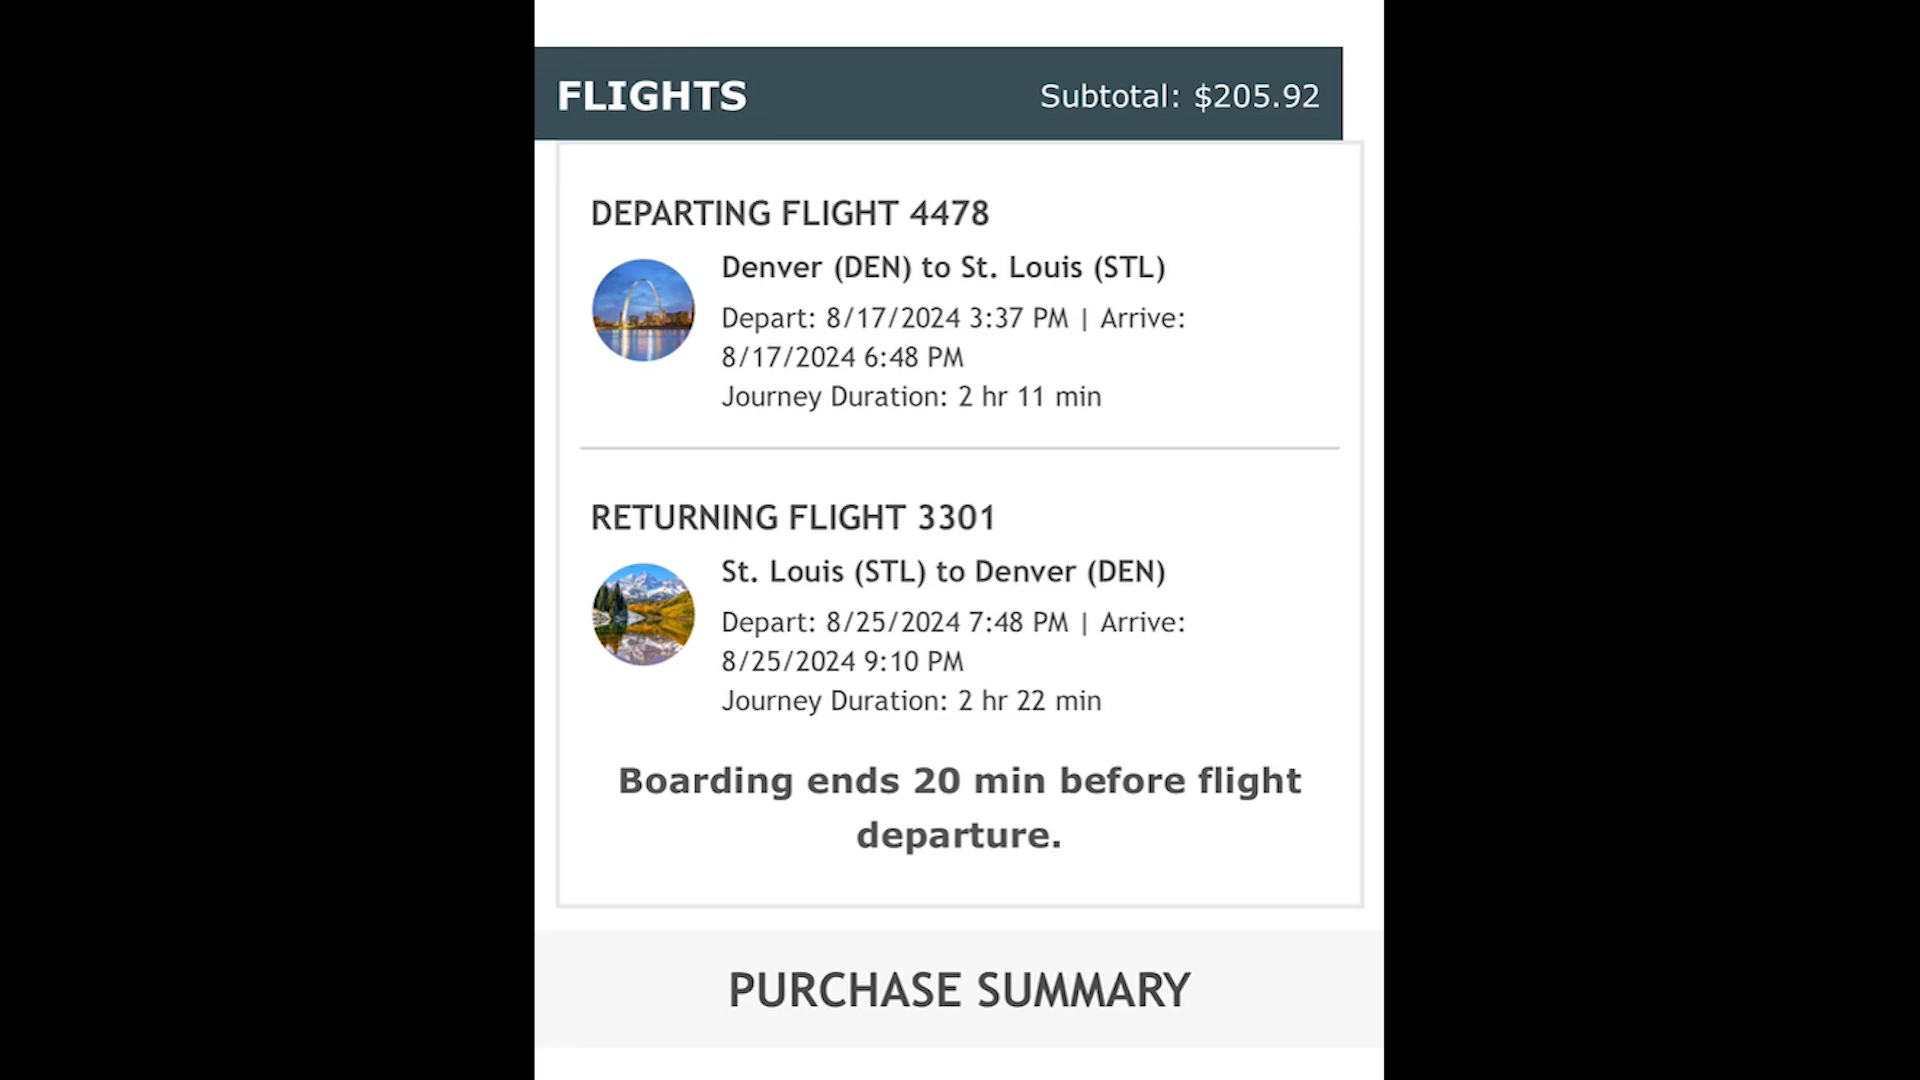 FLIGHTS Subtotal: $205.92
DEPARTING FLIGHT 4478
Denver (DEN) to St. Louis (STL)
Depart: 8/17/2024 3:37 PM | Arrive:
8/17/2024 6:48 PM
Journey Duration: 2 hr 11 min
RETURNING FLIGHT 3301
St. Louis (STL) to Denver (DEN)
Depart: 8/25/2024 7:48 PM | Arrive:
8/25/2024 9:10 PM
Journey Duration: 2 hr 22 min
Boarding ends 20 min before flight
departure.
PURCHASE SUMMARY